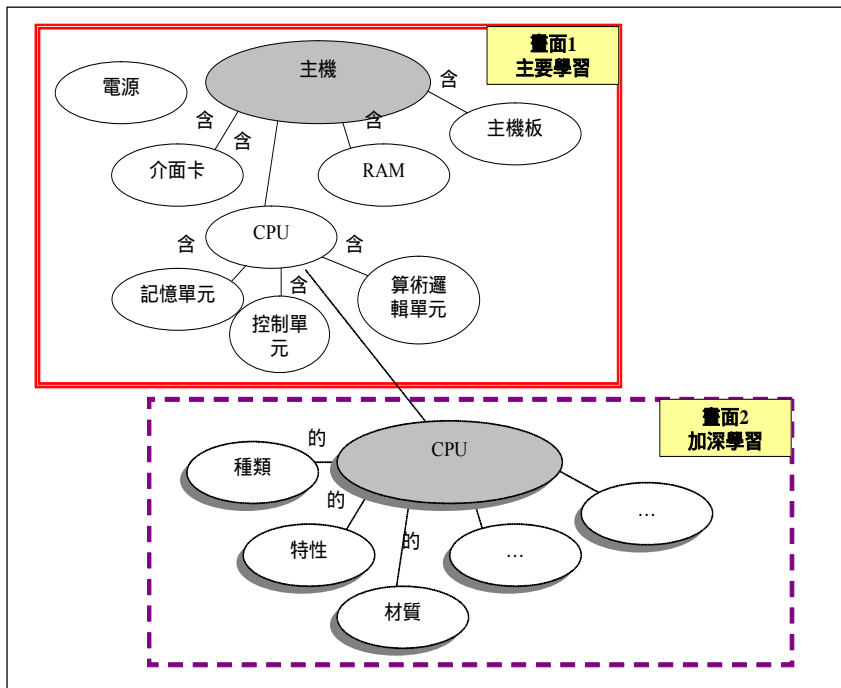 畫面1
主要學習
主機
電源
含
主機板
含
含
含
介面卡
RAM
CPU
含
含
記憶單元
含
算術邏
輯單元
控制單
元
畫面2
加深學習
CPU
的
種類
的
…
特性
的
…
材質